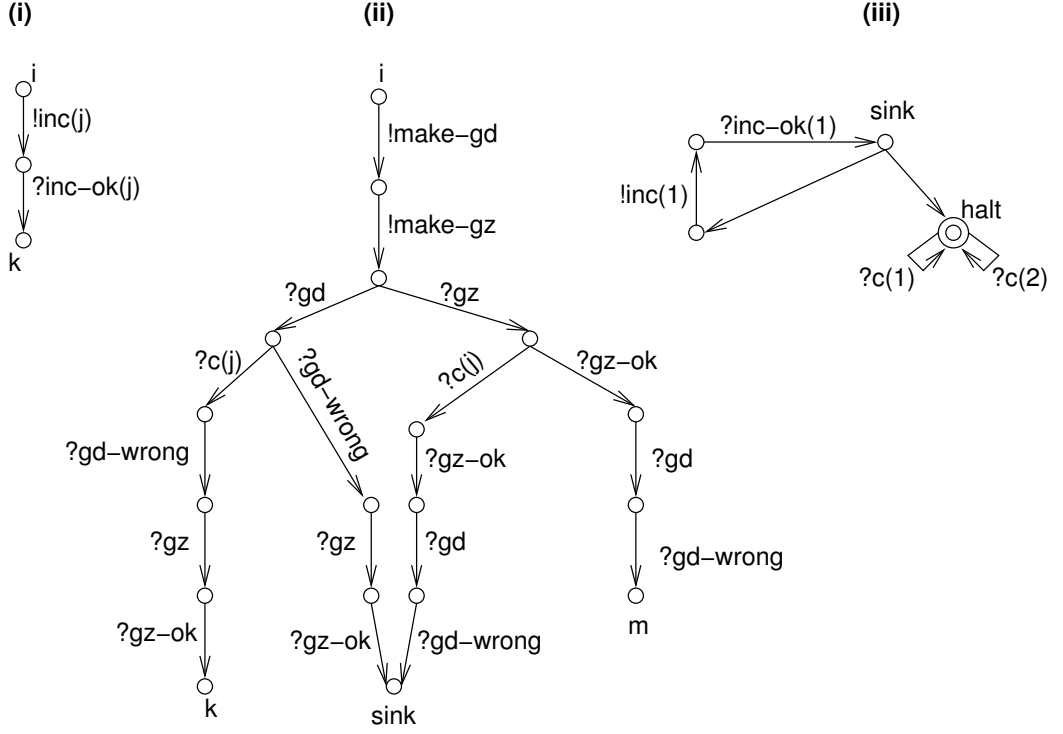 (i)
(ii)
(iii)
i
!inc(j)
?inc−ok(j)
k
i
!make−gd
!make−gz
?gd
?gz
?c(j)
?gd−wrong
?c(j)
?gz−ok
?gd−wrong
?gz−ok
?gd
?gz
?gz
?gd
?gd−wrong
?gz−ok
?gz−ok
?gd−wrong
m
k
sink
?inc−ok(1)
sink
!inc(1)
halt
?c(1)
?c(2)